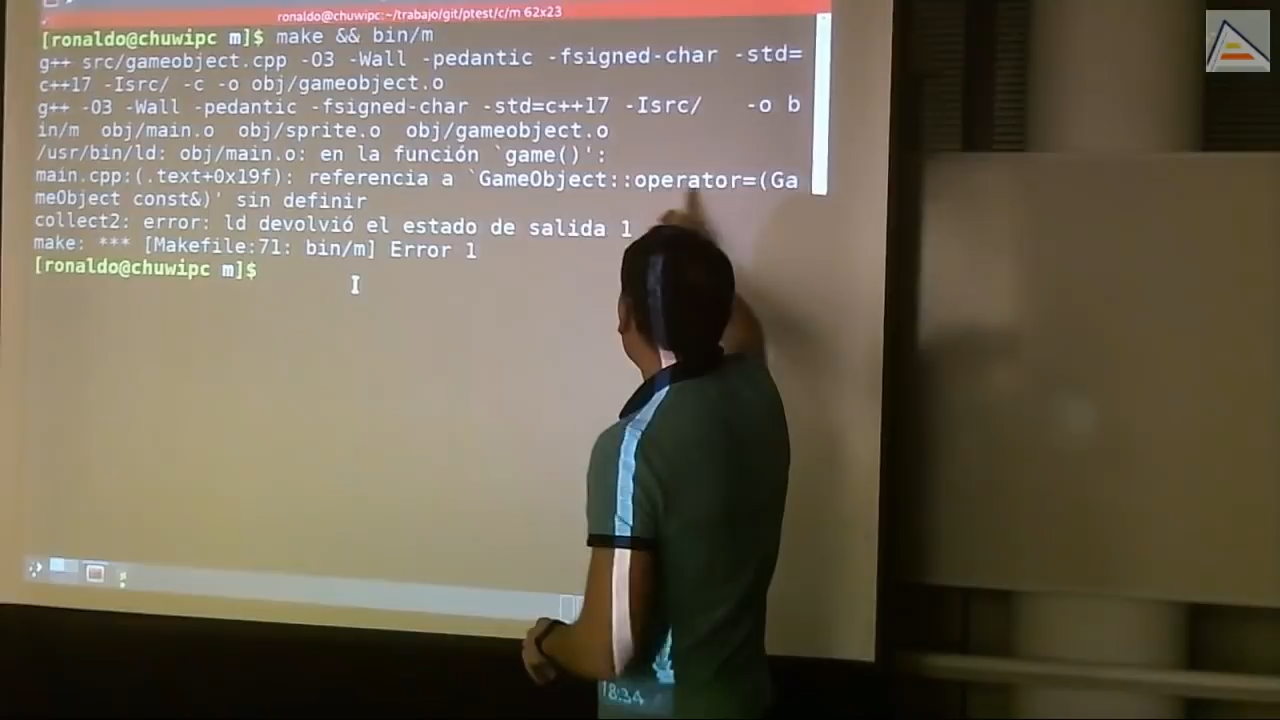 ronaldo@chuwipc:~/trabajo/git/ptest/c/m 62x23
[ronaldo@chuwipc m]$ make && bin/m
g++ src/gameobject.cpp -O3 -Wall -pedantic -fsigned-char -std=
c++17 -Isrc/ -c -o obj/gameobject.o
g++ -O3 -Wall -pedantic -fsigned-char -std=c++17 -Isrc/   -o b
in/m  obj/main.o  obj/sprite.o  obj/gameobject.o
/usr/bin/ld: obj/main.o: en la función `game()':
main.cpp:(.text+0x19f): referencia a `GameObject::operator=(Ga
meObject const&)' sin definir
collect2: error: ld devolvió el estado de salida 1
make: *** [Makefile:71: bin/m] Error 1
[ronaldo@chuwipc m]$
18:34